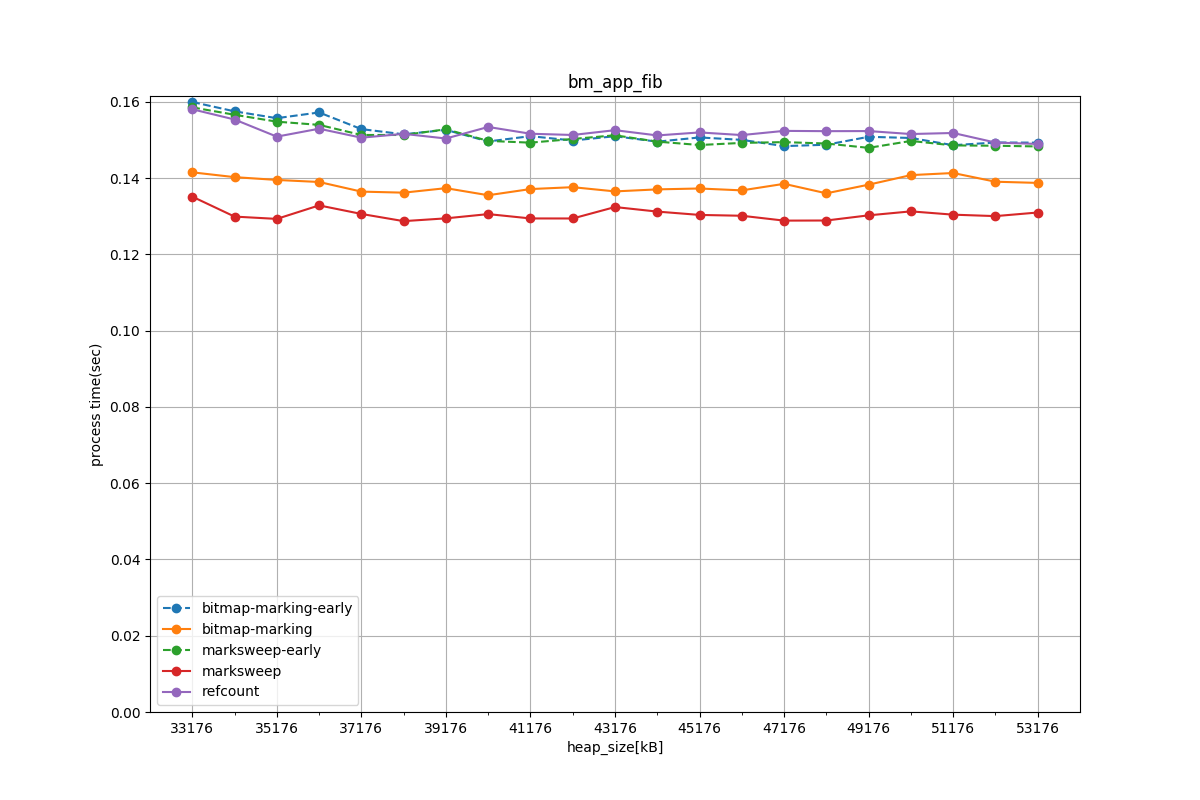 bm_app_fib
0.16
0.14
0.12
0.10
0.08
0.06
0.04
0.02
0.00
process time(sec)
bitmap-marking-early
bitmap-marking
marksweep-early
marksweep
refcount
33176 35176 37176 39176 41176 43176 45176 47176 49176 51176 53176
heap_size[kB]